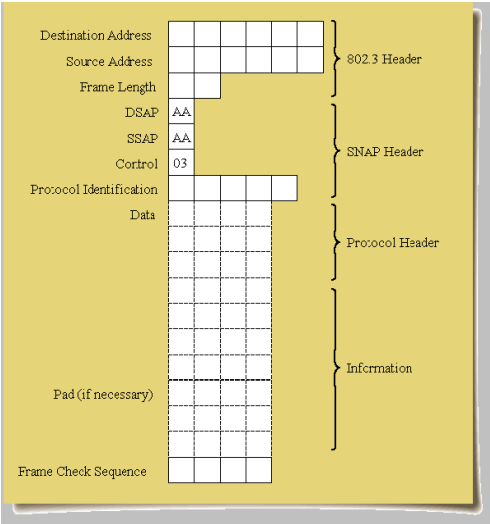 Destination Address
Source Address
802.3 Header
Frame Length
DSAP AA
SSAP AA
SNAP Header
Control 03
Protocol Identification
Data
Protocol Header
Information
Pad (if necessary)
Frame Check Sequence